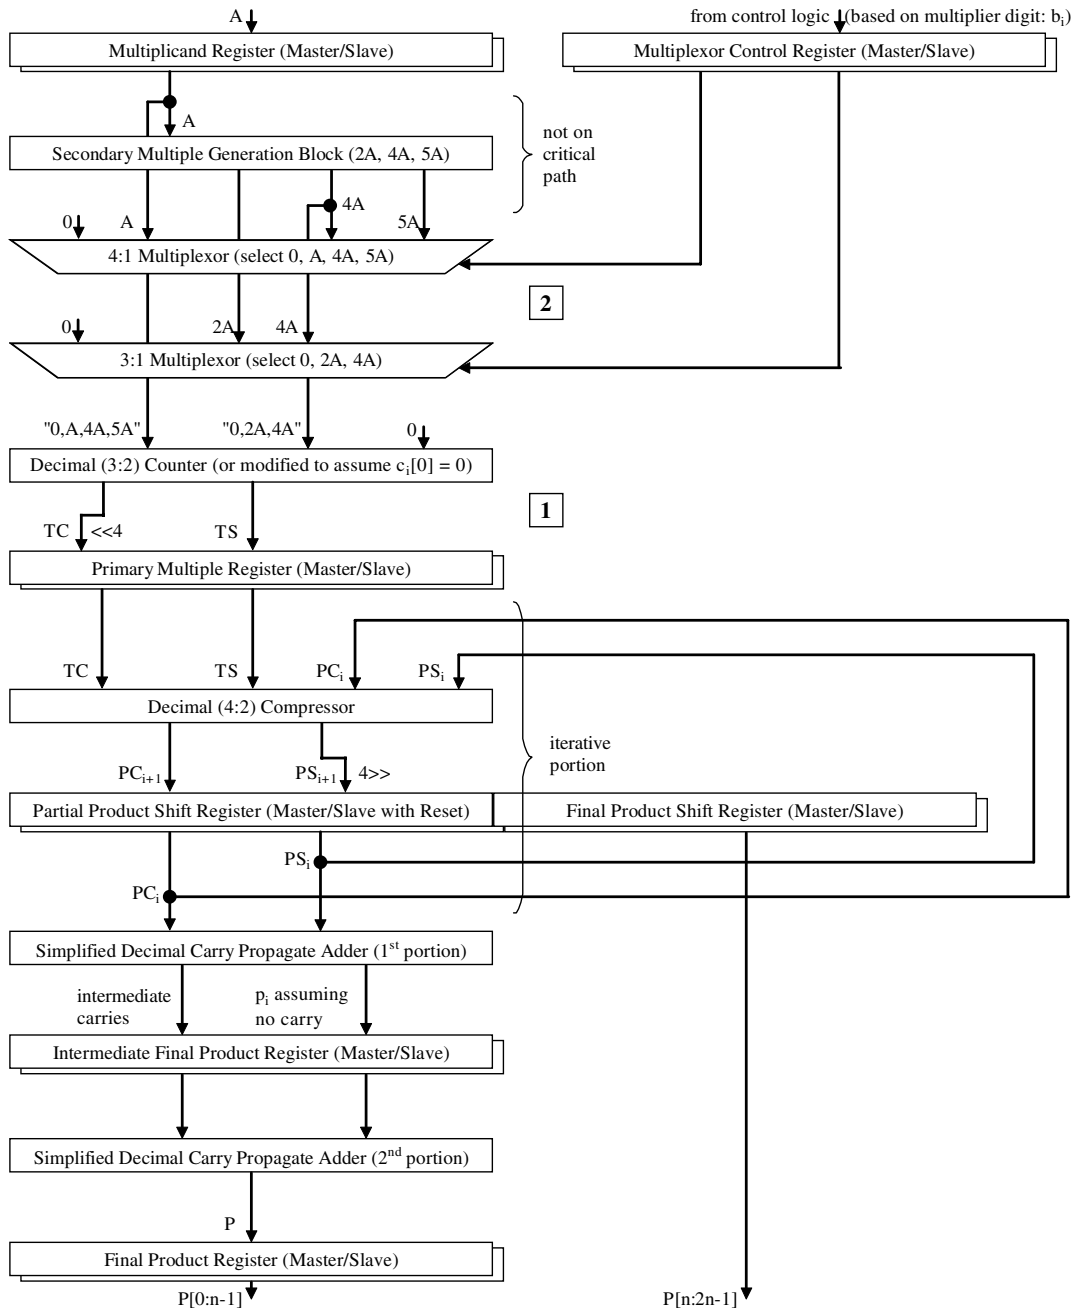 A
from control logic (based on multiplier digit: bᵢ)
Multiplicand Register (Master/Slave)
Multiplexor Control Register (Master/Slave)
A
not on
critical
path
Secondary Multiple Generation Block (2A, 4A, 5A)
4A
0
A
5A
4:1 Multiplexor (select 0, A, 4A, 5A)
2
0
2A
4A
3:1 Multiplexor (select 0, 2A, 4A)
"0,A,4A,5A"
"0,2A,4A"
0
Decimal (3:2) Counter (or modified to assume cᵢ[0] = 0)
1
TC
<<4
TS
Primary Multiple Register (Master/Slave)
TC
TS
PCᵢ
PSᵢ
Decimal (4:2) Compressor
iterative
portion
PCᵢ₊₁
PSᵢ₊₁
4>>
Partial Product Shift Register (Master/Slave with Reset)
Final Product Shift Register (Master/Slave)
PSᵢ
PCᵢ
Simplified Decimal Carry Propagate Adder (1ˢᵗ portion)
intermediate
carries
pᵢ assuming
no carry
Intermediate Final Product Register (Master/Slave)
Simplified Decimal Carry Propagate Adder (2ⁿᵈ portion)
P
Final Product Register (Master/Slave)
P[0:n-1]
P[n:2n-1]